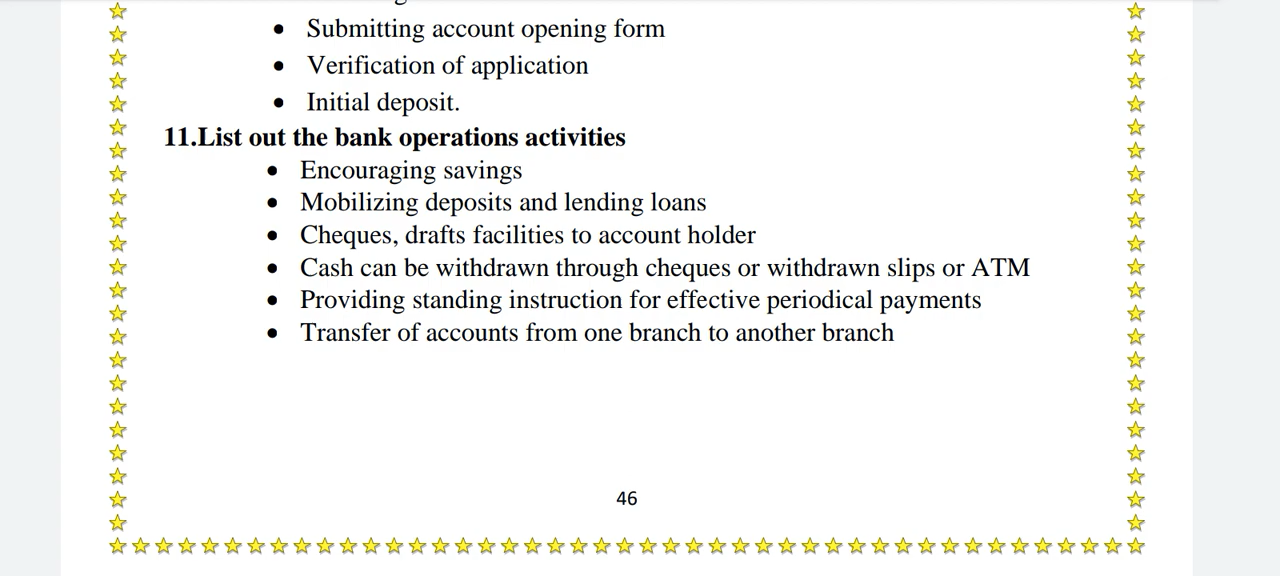 • Submitting account opening form
• Verification of application
• Initial deposit.
11.List out the bank operations activities
• Encouraging savings
• Mobilizing deposits and lending loans
• Cheques, drafts facilities to account holder
• Cash can be withdrawn through cheques or withdrawn slips or ATM
• Providing standing instruction for effective periodical payments
• Transfer of accounts from one branch to another branch
46